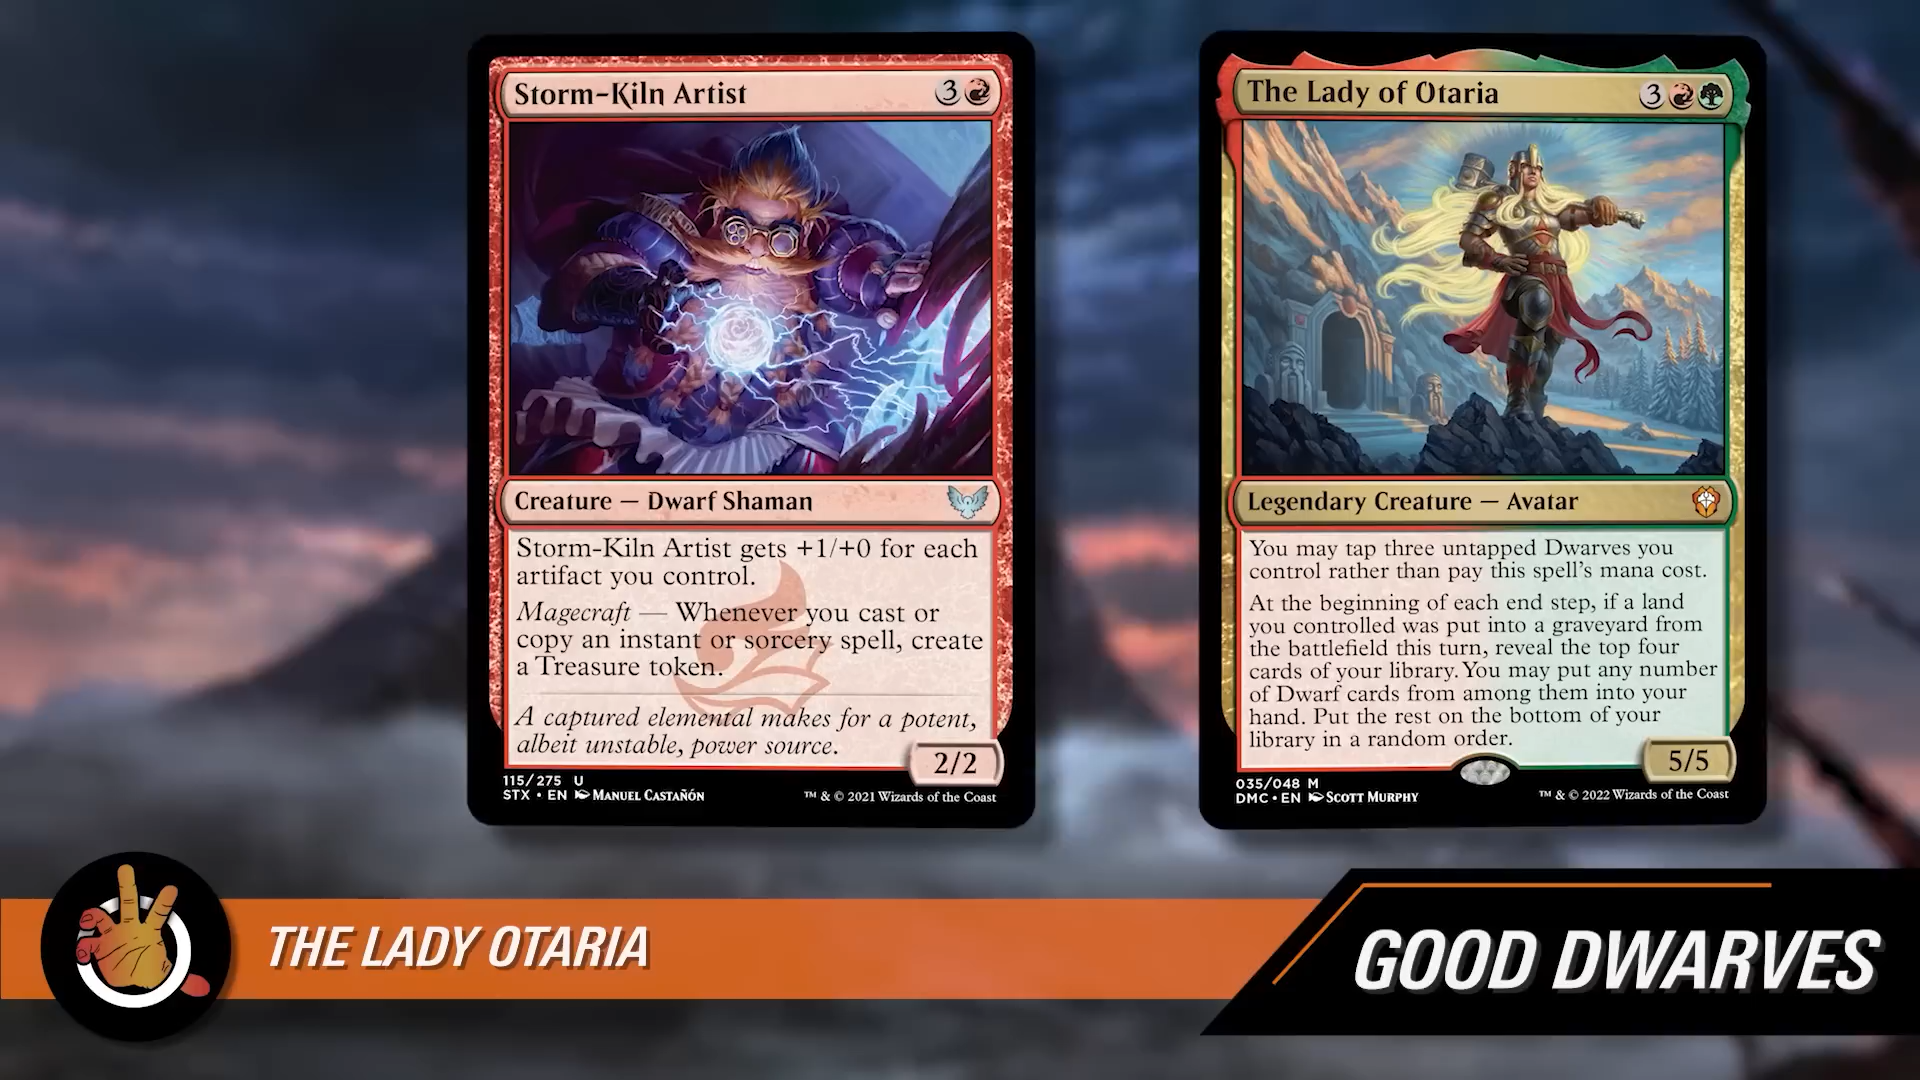 Storm-Kiln Artist 3
Creature — Dwarf Shaman
Storm-Kiln Artist gets +1/+0 for each
artifact you control.
Magecraft — Whenever you cast or
copy an instant or sorcery spell, create
a Treasure token.
A captured elemental makes for a potent,
albeit unstable, power source.
2/2
115/275 U
STX • EN MANUEL CASTAÑÓN
™ & © 2021 Wizards of the Coast
The Lady of Otaria 3
Legendary Creature — Avatar
You may tap three untapped Dwarves you
control rather than pay this spell's mana cost.
At the beginning of each end step, if a land
you controlled was put into a graveyard from
the battlefield this turn, reveal the top four
cards of your library. You may put any number
of Dwarf cards from among them into your
hand. Put the rest on the bottom of your
library in a random order.
5/5
035/048 M
DMC • EN SCOTT MURPHY
™ & © 2022 Wizards of the Coast
THE LADY OTARIA
GOOD DWARVES